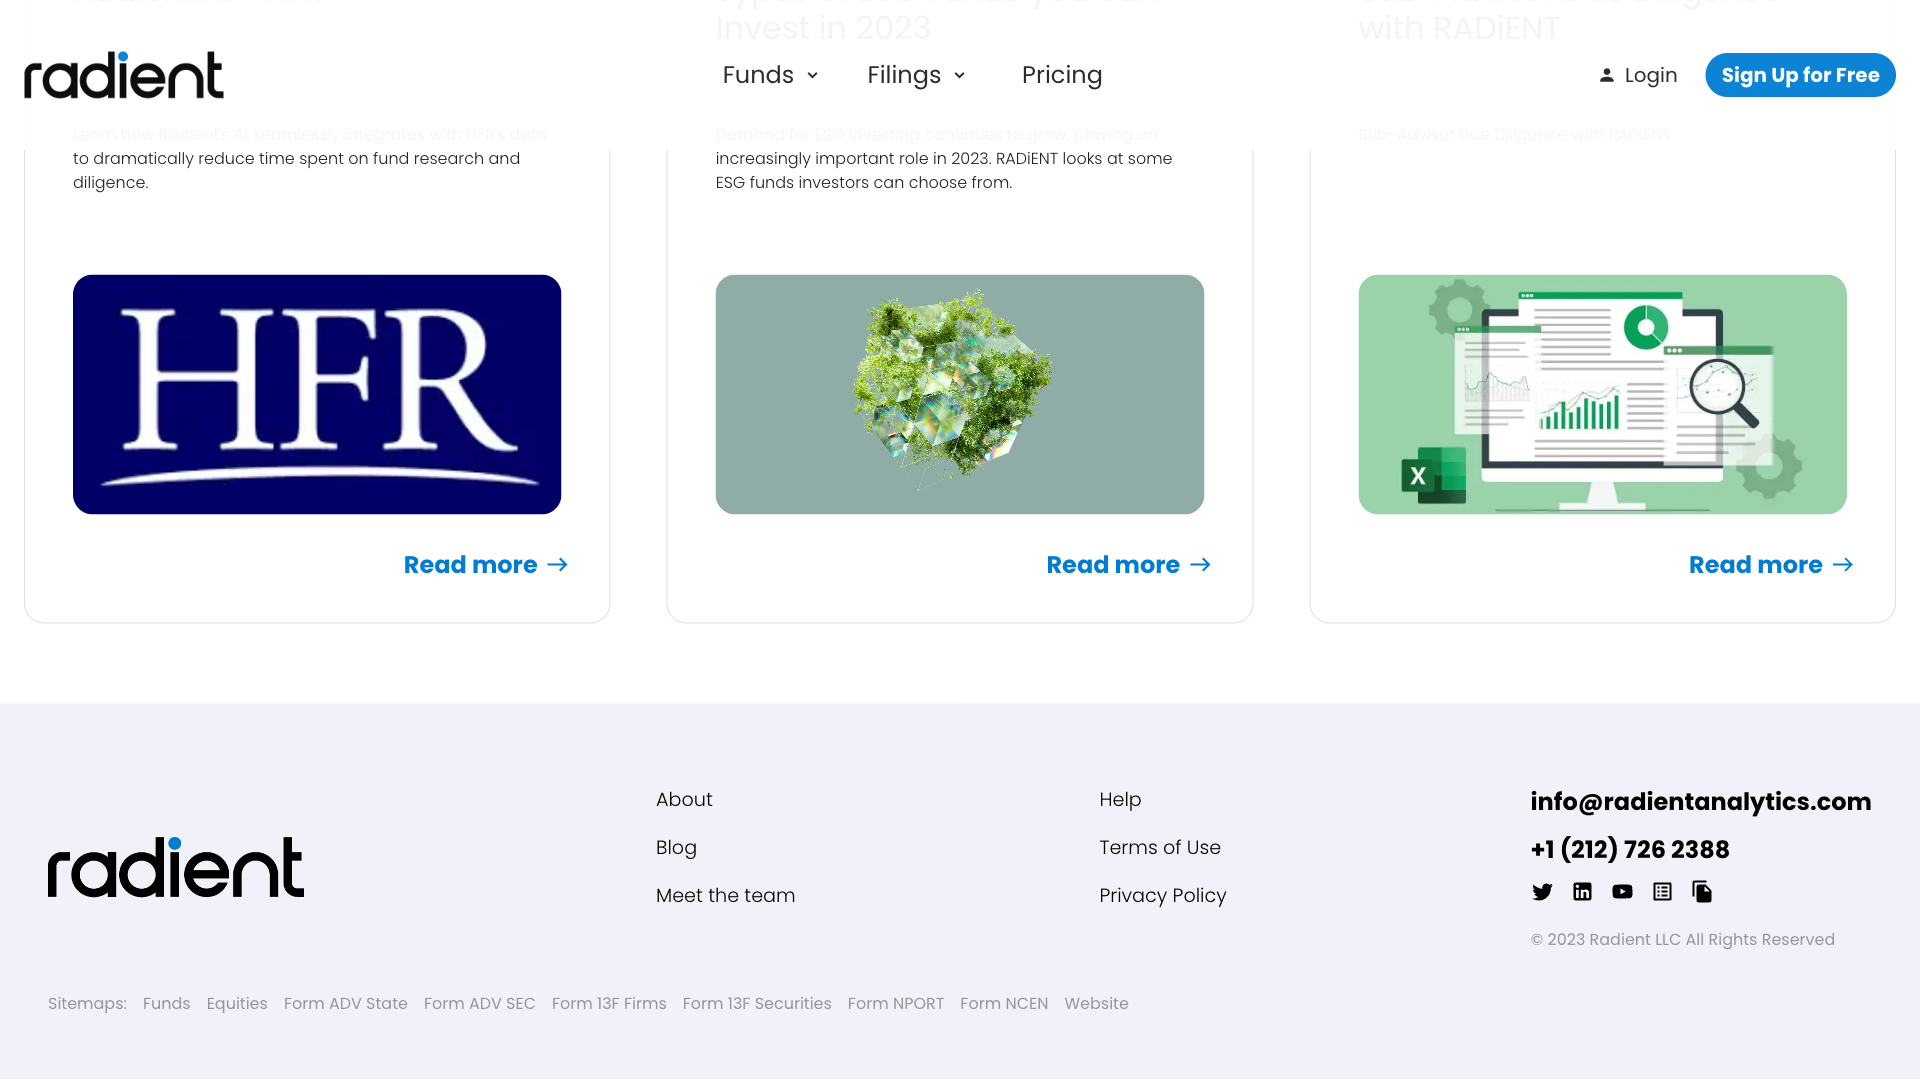 Invest in 2023
with RADiENT
radient
Funds
Filings
Pricing
Login
Sign Up for Free
Learn how Radient's AI seamlessly integrates with HFR's data
to dramatically reduce time spent on fund research and
diligence.
Demand for ESG investing continues to grow, playing an
increasingly important role in 2023. RADiENT looks at some
ESG funds investors can choose from.
Sub-Adviser Due Diligence with RADiENT
HFR
X
Read more
Read more
Read more
radient
About
Blog
Meet the team
Help
Terms of Use
Privacy Policy
info@radientanalytics.com
+1 (212) 726 2388
in
© 2023 Radient LLC All Rights Reserved
Sitemaps: Funds Equities Form ADV State Form ADV SEC Form 13F Firms Form 13F Securities Form NPORT Form NCEN Website